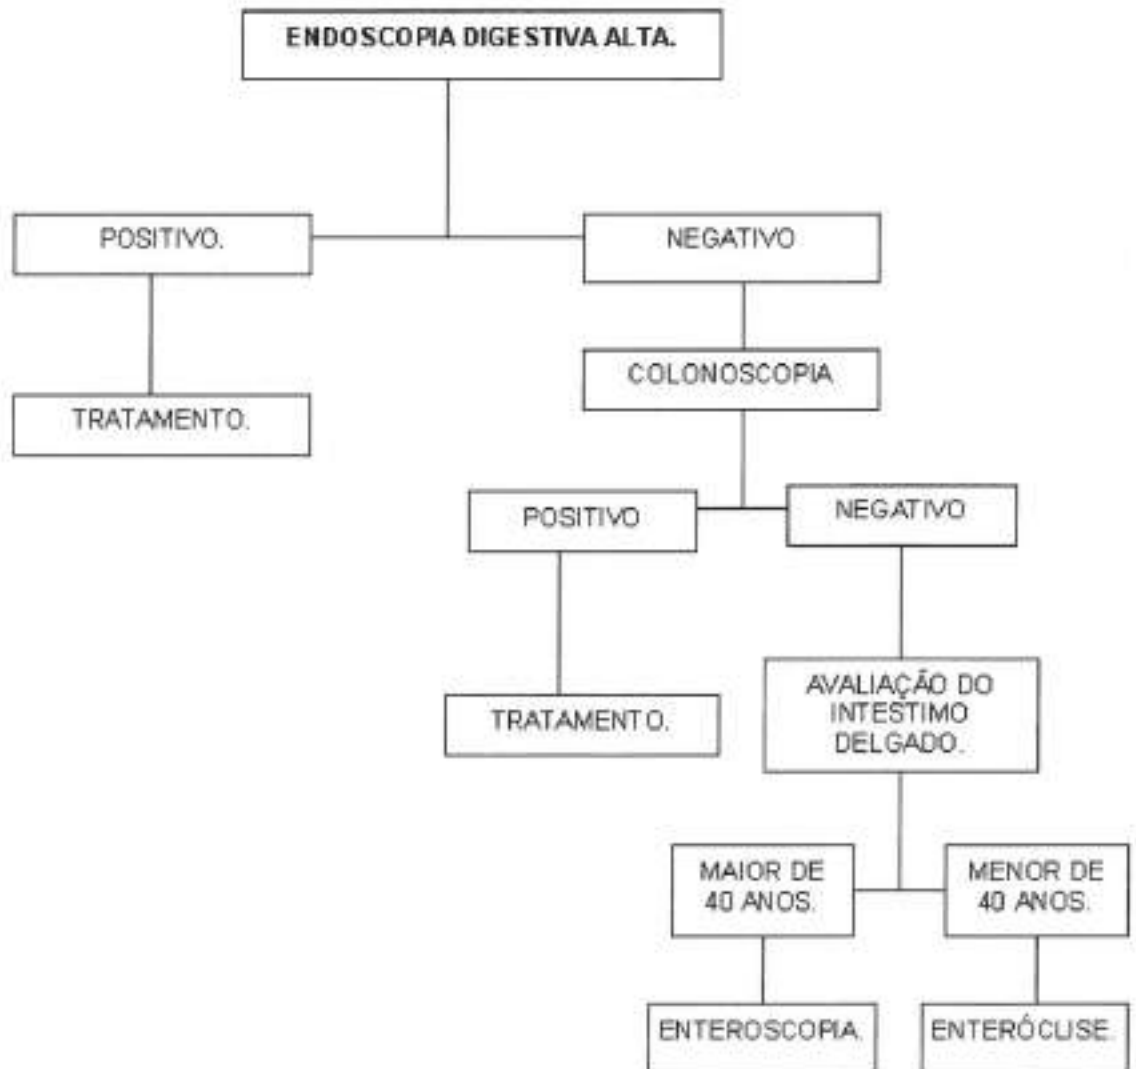 ENDOSCOPIA DIGESTIVA ALTA.
POSITIVO.
NEGATIVO
COLONOSCOPIA
TRATAMENTO.
POSITIVO
NEGATIVO
AVALIAÇÃO DO
INTESTIMO
DELGADO.
TRATAMENTO.
MAIOR DE
40 ANOS.
MENOR DE
40 ANOS.
ENTEROSCOPIA.
ENTERÓCLISE.